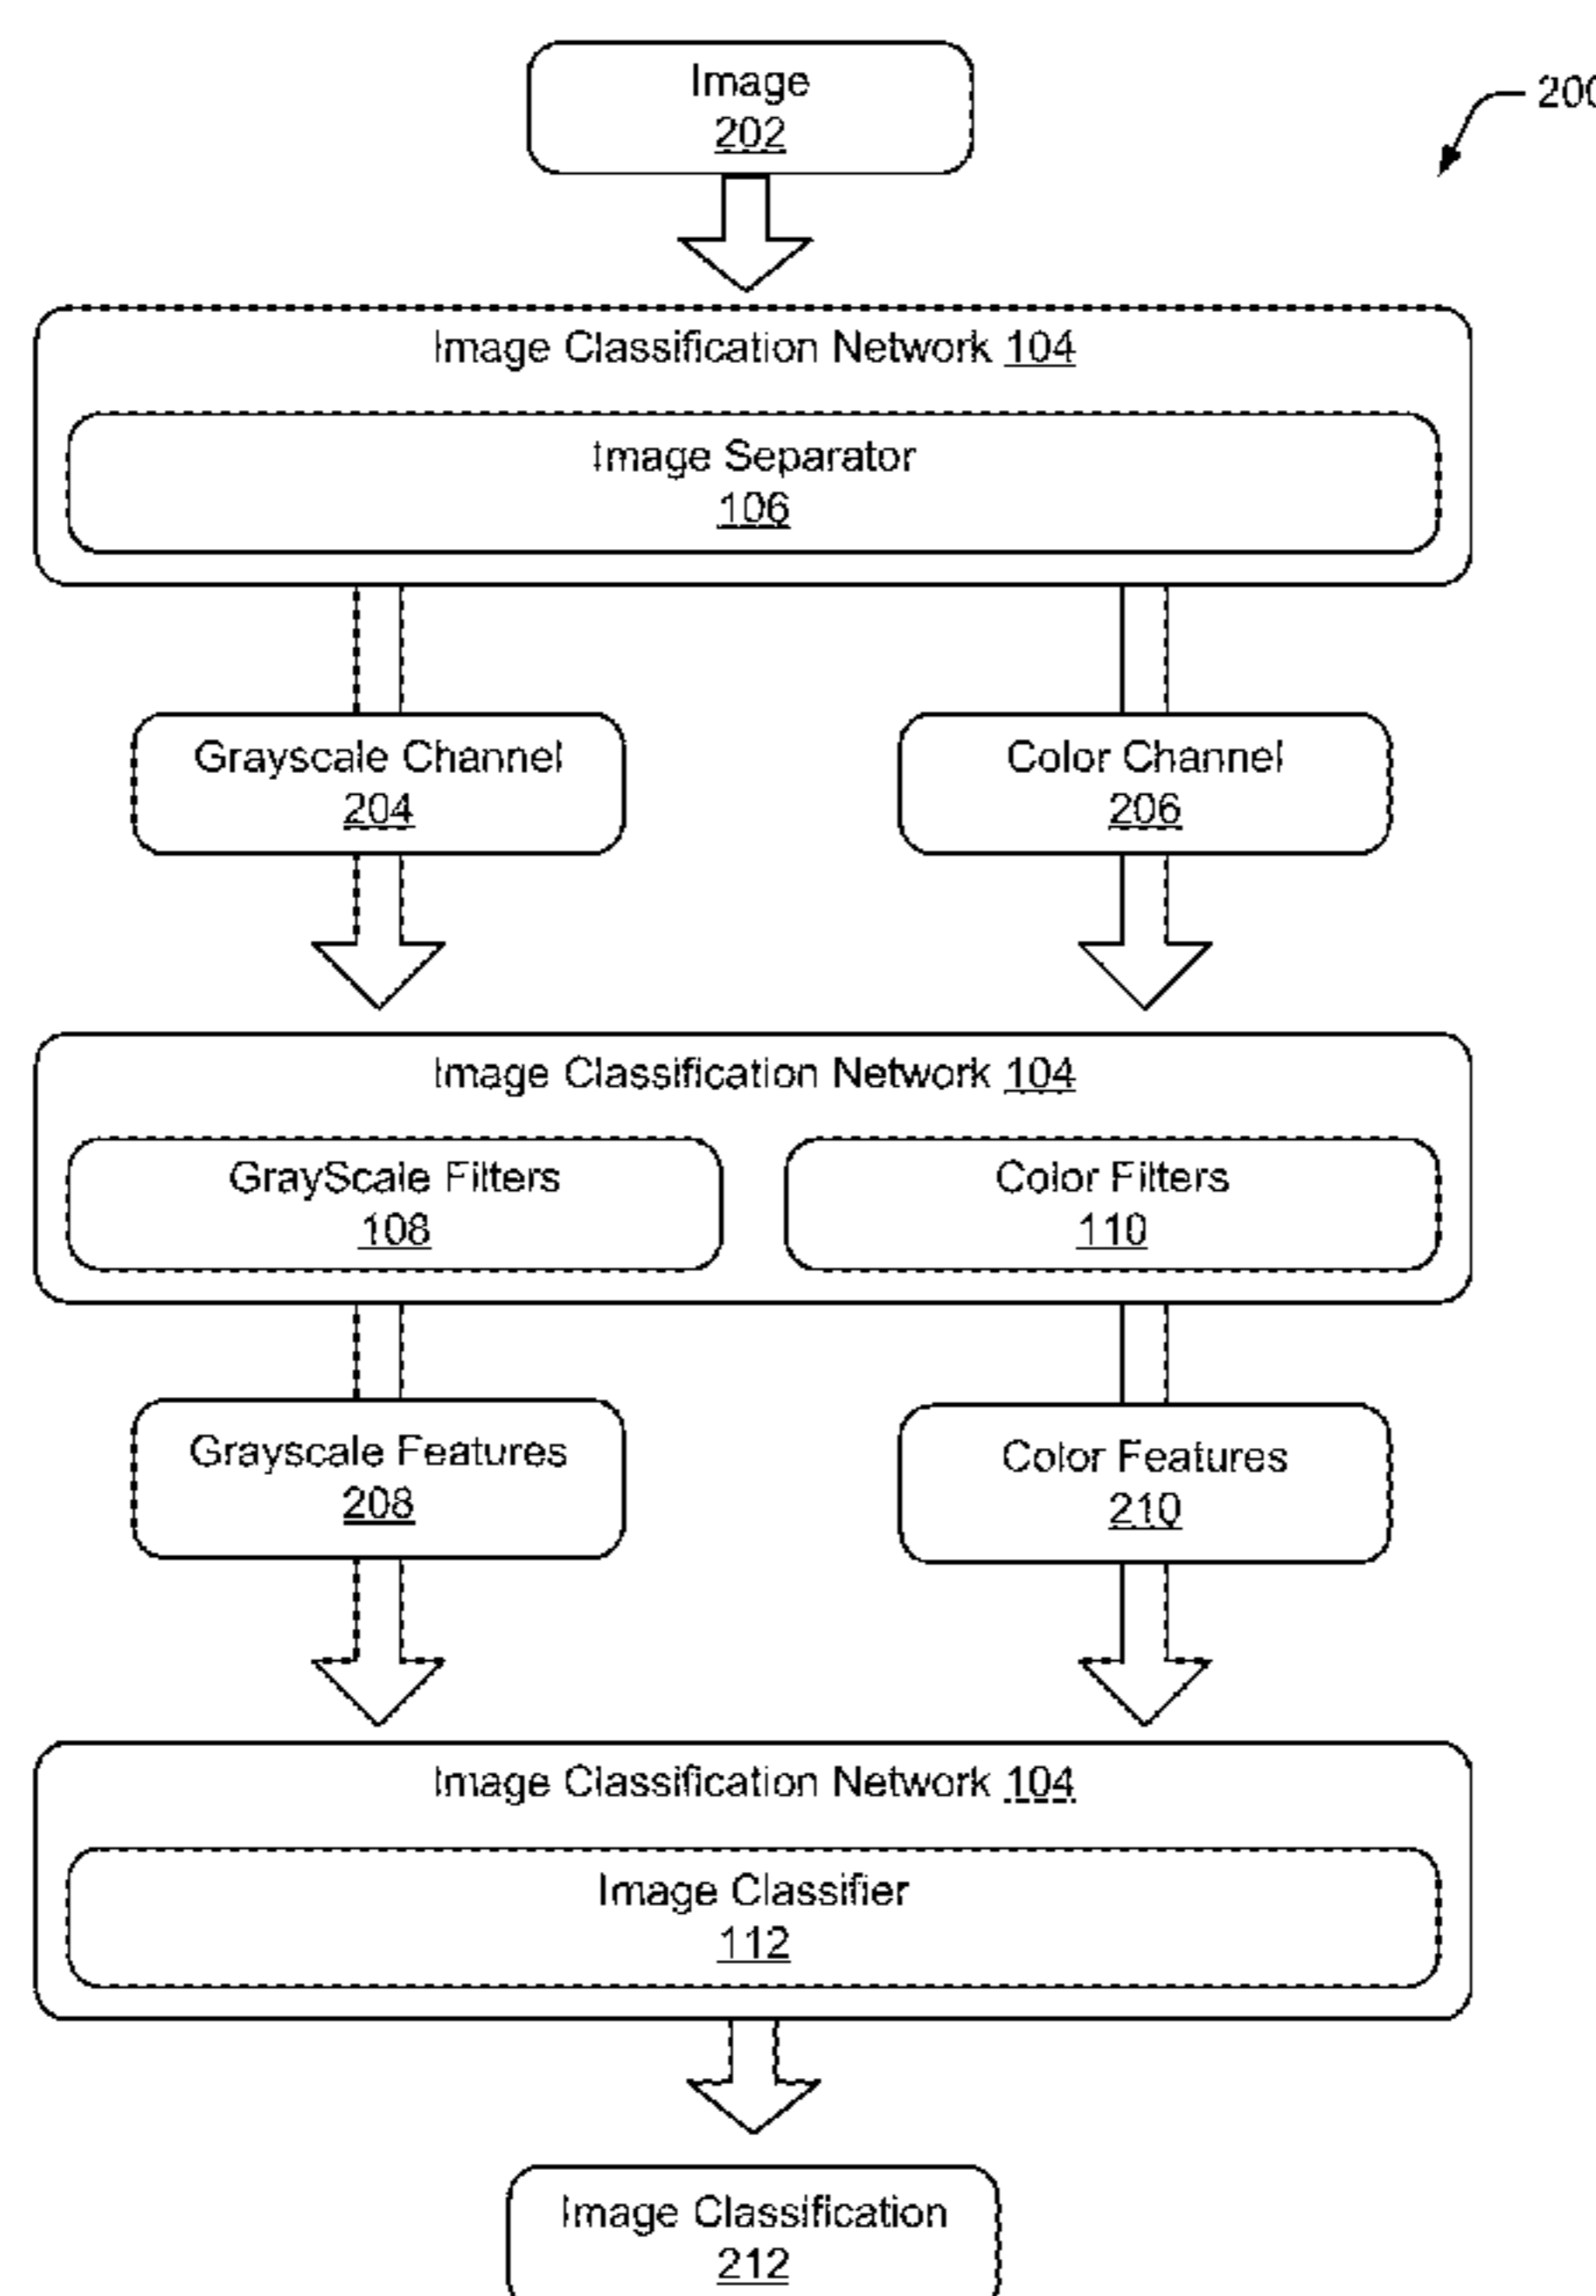 Image
202
200
Image Classification Network 104
Image Separator
106
Grayscale Channel
204
Color Channel
206
Image Classification Network 104
GrayScale Filters
108
Color Filters
110
Grayscale Features
208
Color Features
210
Image Classification Network 104
Image Classifier
112
Image Classification
212